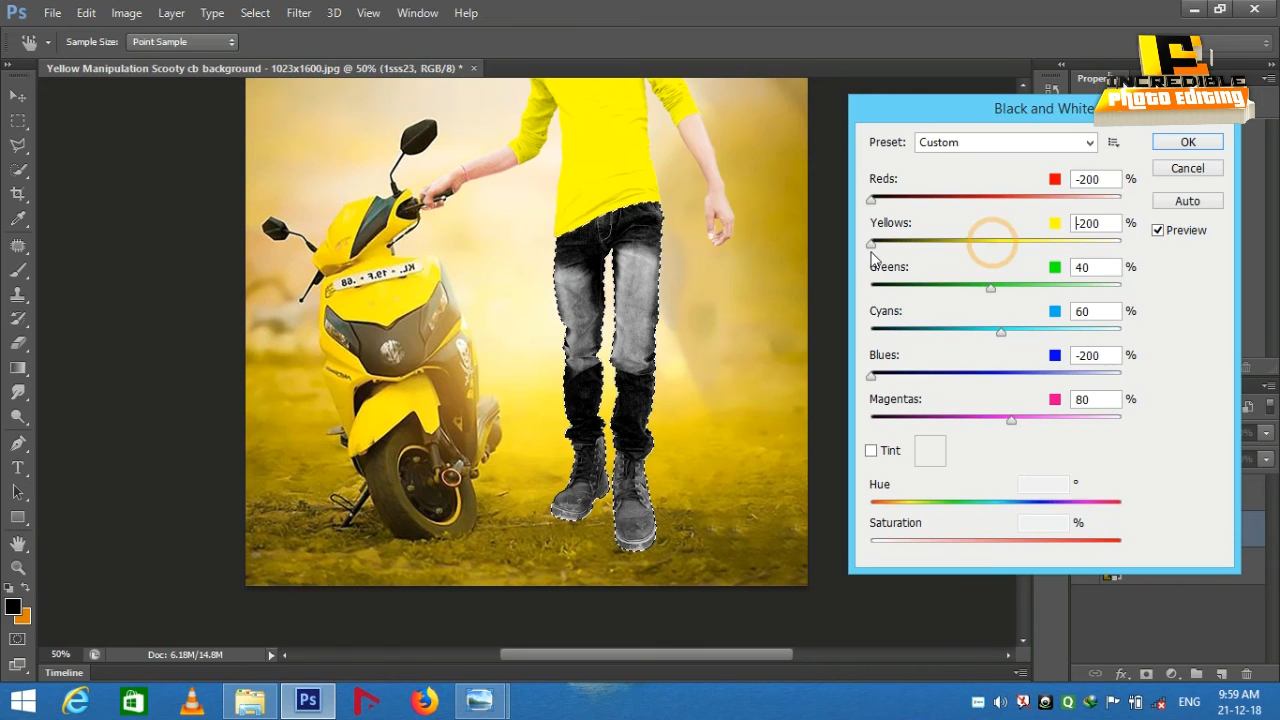 Ps File Edit Image Layer Type Select Filter 3D View Window Help
Sample Size: Point Sample
Yellow Manipulation Scooty cb background - 1023x1600.jpg @ 50% (1sss23, RGB/8) * ×
INCREDIBLE
PHOTO EDITING
Black and White
Preset: Custom OK
Reds: -200 % Cancel
Auto
Yellows: -200 % Preview
Greens: 40 %
Cyans: 60 %
Blues: -200 %
Magentas: 80 %
Tint
Hue °
Saturation %
50% Doc: 6.18M/14.8M
Timeline
Ps ENG 9:59 AM
21-12-18